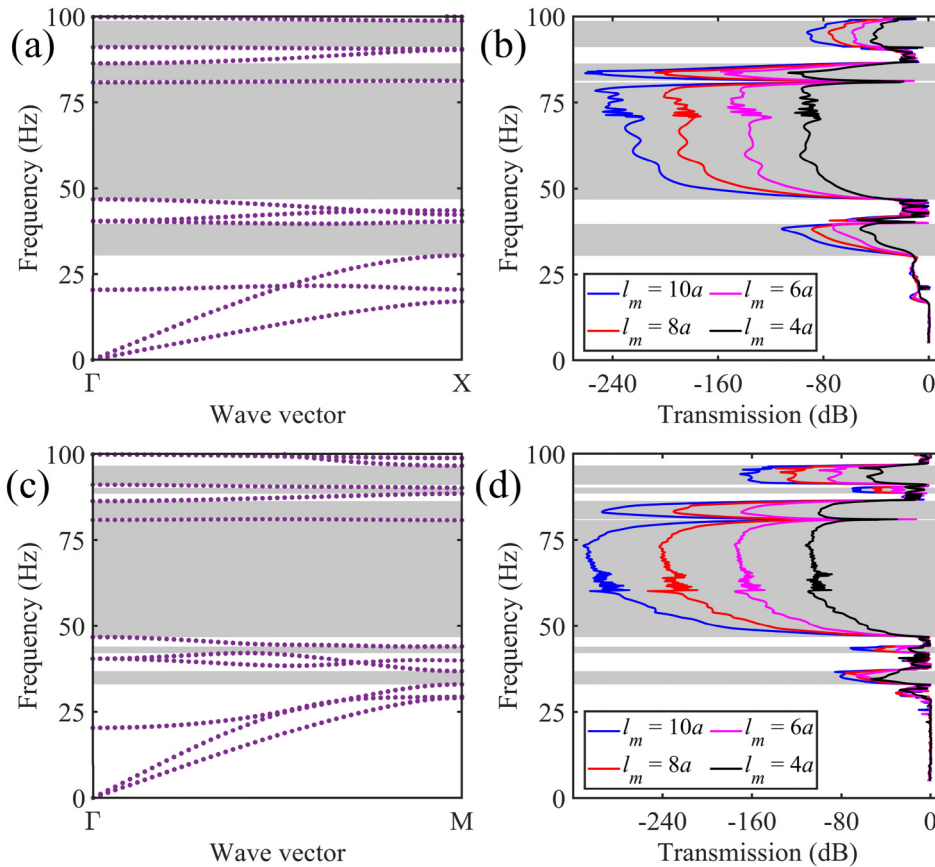 (a)
100
75
50
25
0
Frequency (Hz)
Γ
X
Wave vector
(b)
100
75
50
25
0
Frequency (Hz)
l_m = 10a
l_m = 6a
l_m = 8a
l_m = 4a
-240
-160
-80
0
Transmission (dB)
(c)
100
75
50
25
0
Frequency (Hz)
Γ
M
Wave vector
(d)
100
75
50
25
0
Frequency (Hz)
l_m = 10a
l_m = 6a
l_m = 8a
l_m = 4a
-240
-160
-80
0
Transmission (dB)